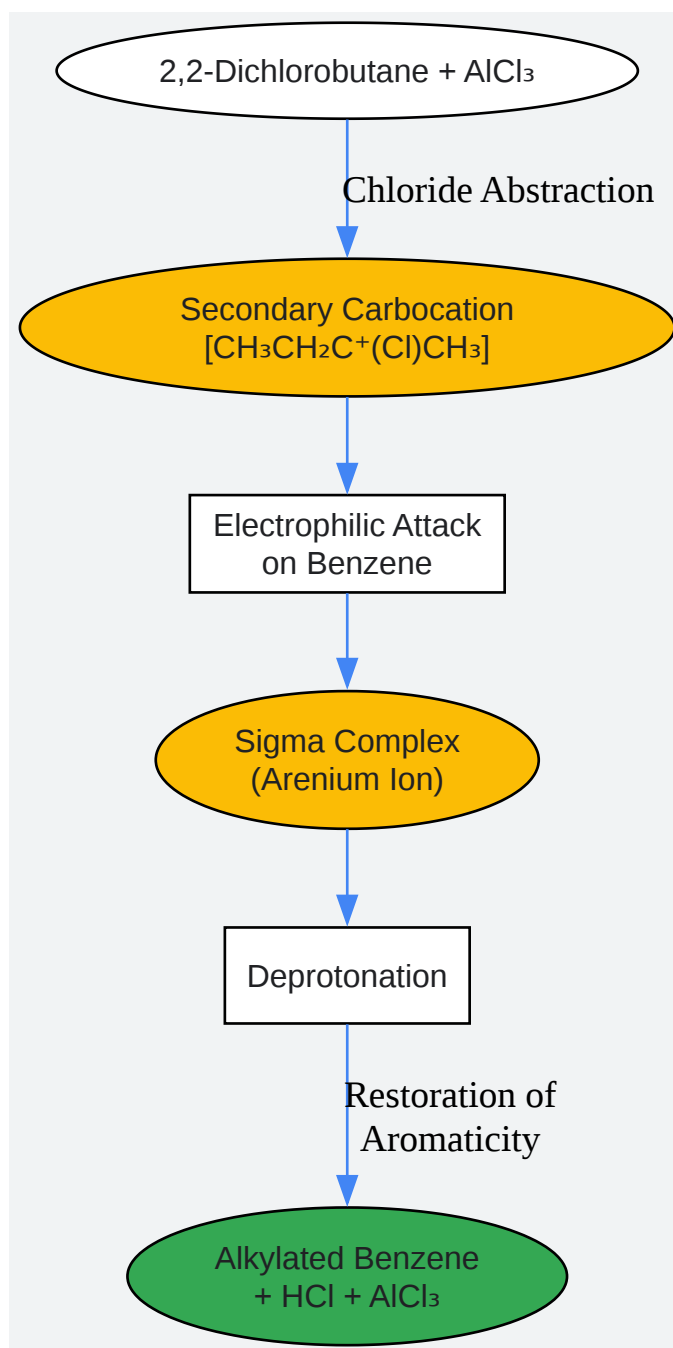 2,2-Dichlorobutane + AlCl₃
Chloride Abstraction
Secondary Carbocation
[CH₃CH₂C⁺(Cl)CH₃]
Electrophilic Attack
on Benzene
Sigma Complex
(Arenium Ion)
Deprotonation
Restoration of
Aromaticity
Alkylated Benzene
+ HCl + AlCl₃